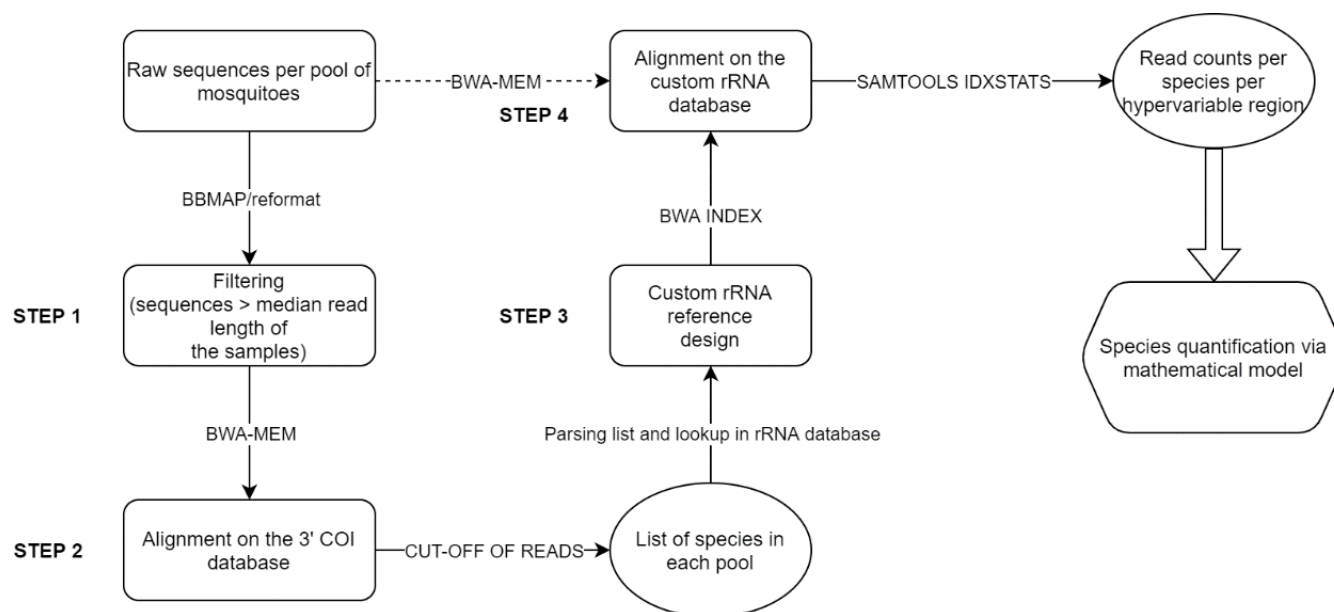 Raw sequences per pool of
mosquitoes
BWA-MEM
STEP 4
Alignment on the
custom rRNA
database
SAMTOOLS IDXSTATS
Read counts per
species per
hypervariable region
BBMAP/reformat
BWA INDEX
STEP 1
Filtering
(sequences > median read
length of
the samples)
STEP 3
Custom rRNA
reference
design
Species quantification via
mathematical model
BWA-MEM
Parsing list and lookup in rRNA database
STEP 2
Alignment on the 3' COI
database
CUT-OFF OF READS
List of species in
each pool